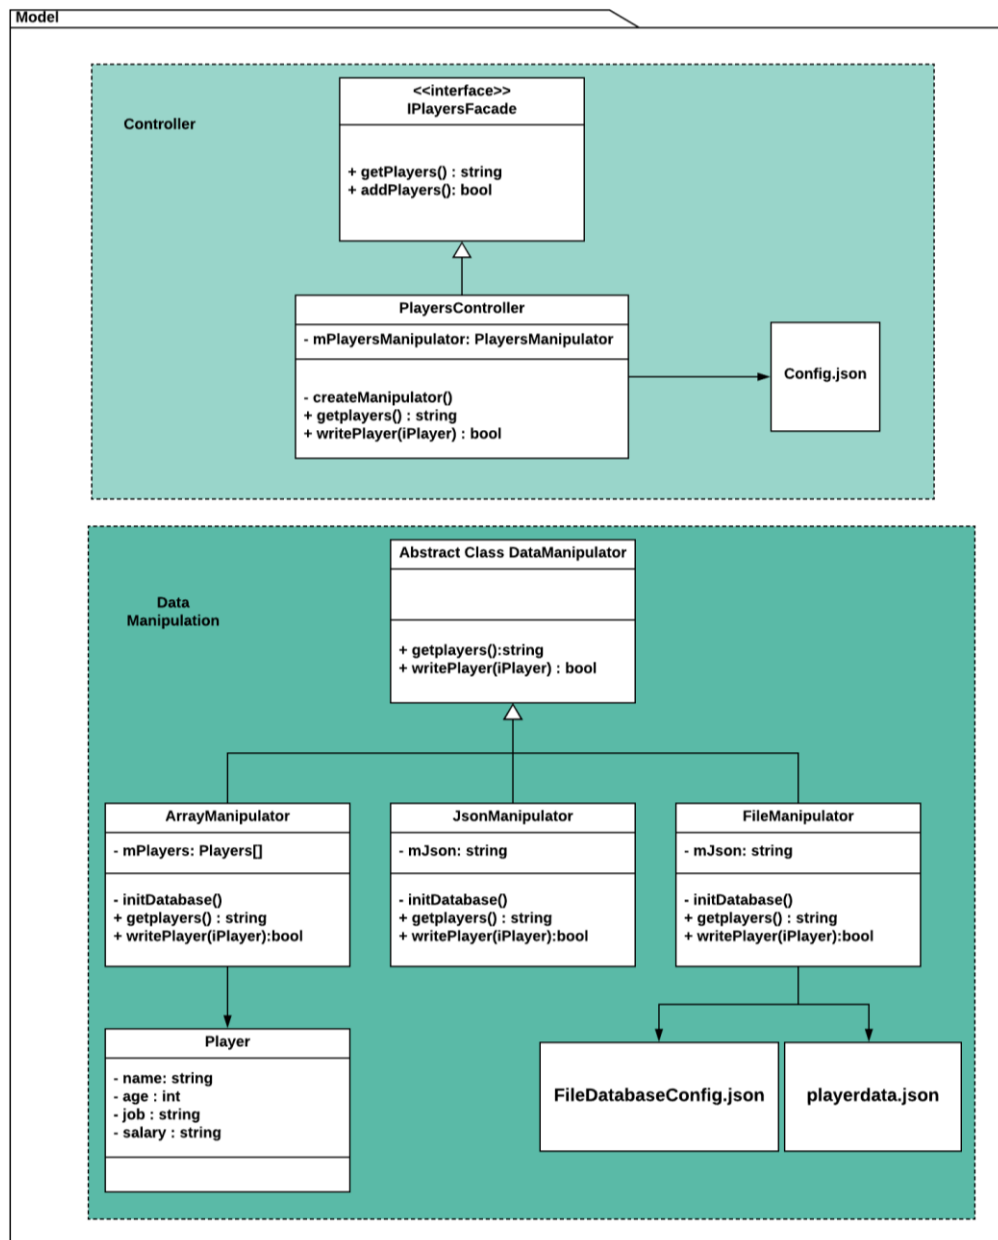 Model
Controller
<<interface>>
IPlayersFacade
+ getPlayers() : string
+ addPlayers(): bool
PlayersController
- mPlayersManipulator: PlayersManipulator
- createManipulator()
+ getplayers() : string
+ writePlayer(iPlayer) : bool
Config.json
Data
Manipulation
Abstract Class DataManipulator
+ getplayers():string
+ writePlayer(iPlayer) : bool
ArrayManipulator
- mPlayers: Players[]
- initDatabase()
+ getplayers() : string
+ writePlayer(iPlayer):bool
JsonManipulator
- mJson: string
- initDatabase()
+ getplayers() : string
+ writePlayer(iPlayer):bool
FileManipulator
- mJson: string
- initDatabase()
+ getplayers() : string
+ writePlayer(iPlayer):bool
Player
- name: string
- age : int
- job : string
- salary : string
FileDatabaseConfig.json
playerdata.json